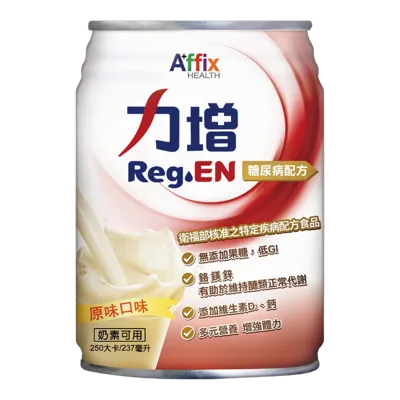 Affix
HEALTH
力增
Reg.EN
糖尿病配方
衛福部核准之特定疾病配方食品
無添加果糖，低GI
鉻 鎂 鋅
有助於維持醣類正常代謝
添加維生素D₃、鈣
多元營養 增強體力
原味口味
奶素可用
250大卡/237毫升